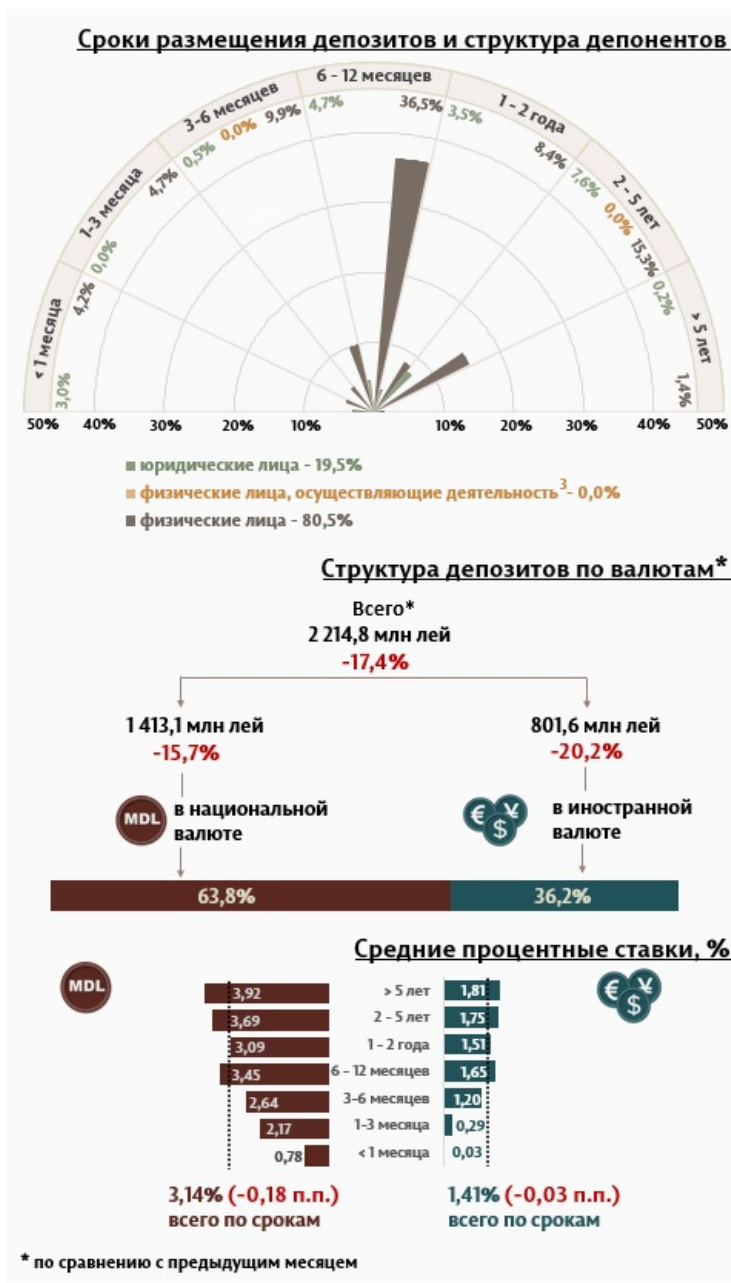 Сроки размещения депозитов и структура депонентов
< 1 месяца
3,0%
4,2%
1-3 месяца
0,0%
4,7%
3-6 месяцев
0,5%
0,0%
9,9%
6 - 12 месяцев
4,7%
36,5%
1 - 2 года
3,5%
8,4%
2 - 5 лет
7,6%
0,0%
15,3%
> 5 лет
0,2%
1,4%
50% 40% 30% 20% 10% 10% 20% 30% 40% 50%
юридические лица - 19,5%
физические лица, осуществляющие деятельность 3 - 0,0%
физические лица - 80,5%
Структура депозитов по валютам*
Всего*
2 214,8 млн лей
-17,4%
1 413,1 млн лей 801,6 млн лей
-15,7% -20,2%
MDL в национальной валюте
€ ¥ $ в иностранной валюте
63,8% 36,2%
Средние процентные ставки, %
MDL € ¥ $
3,92 > 5 лет 1,81
3,69 2 - 5 лет 1,75
3,09 1 - 2 года 1,51
3,45 6 - 12 месяцев 1,65
2,64 3-6 месяцев 1,20
2,17 1-3 месяца 0,29
0,78 < 1 месяца 0,03
3,14% (-0,18 п.п.) 1,41% (-0,03 п.п.)
всего по срокам всего по срокам
* по сравнению с предыдущим месяцем